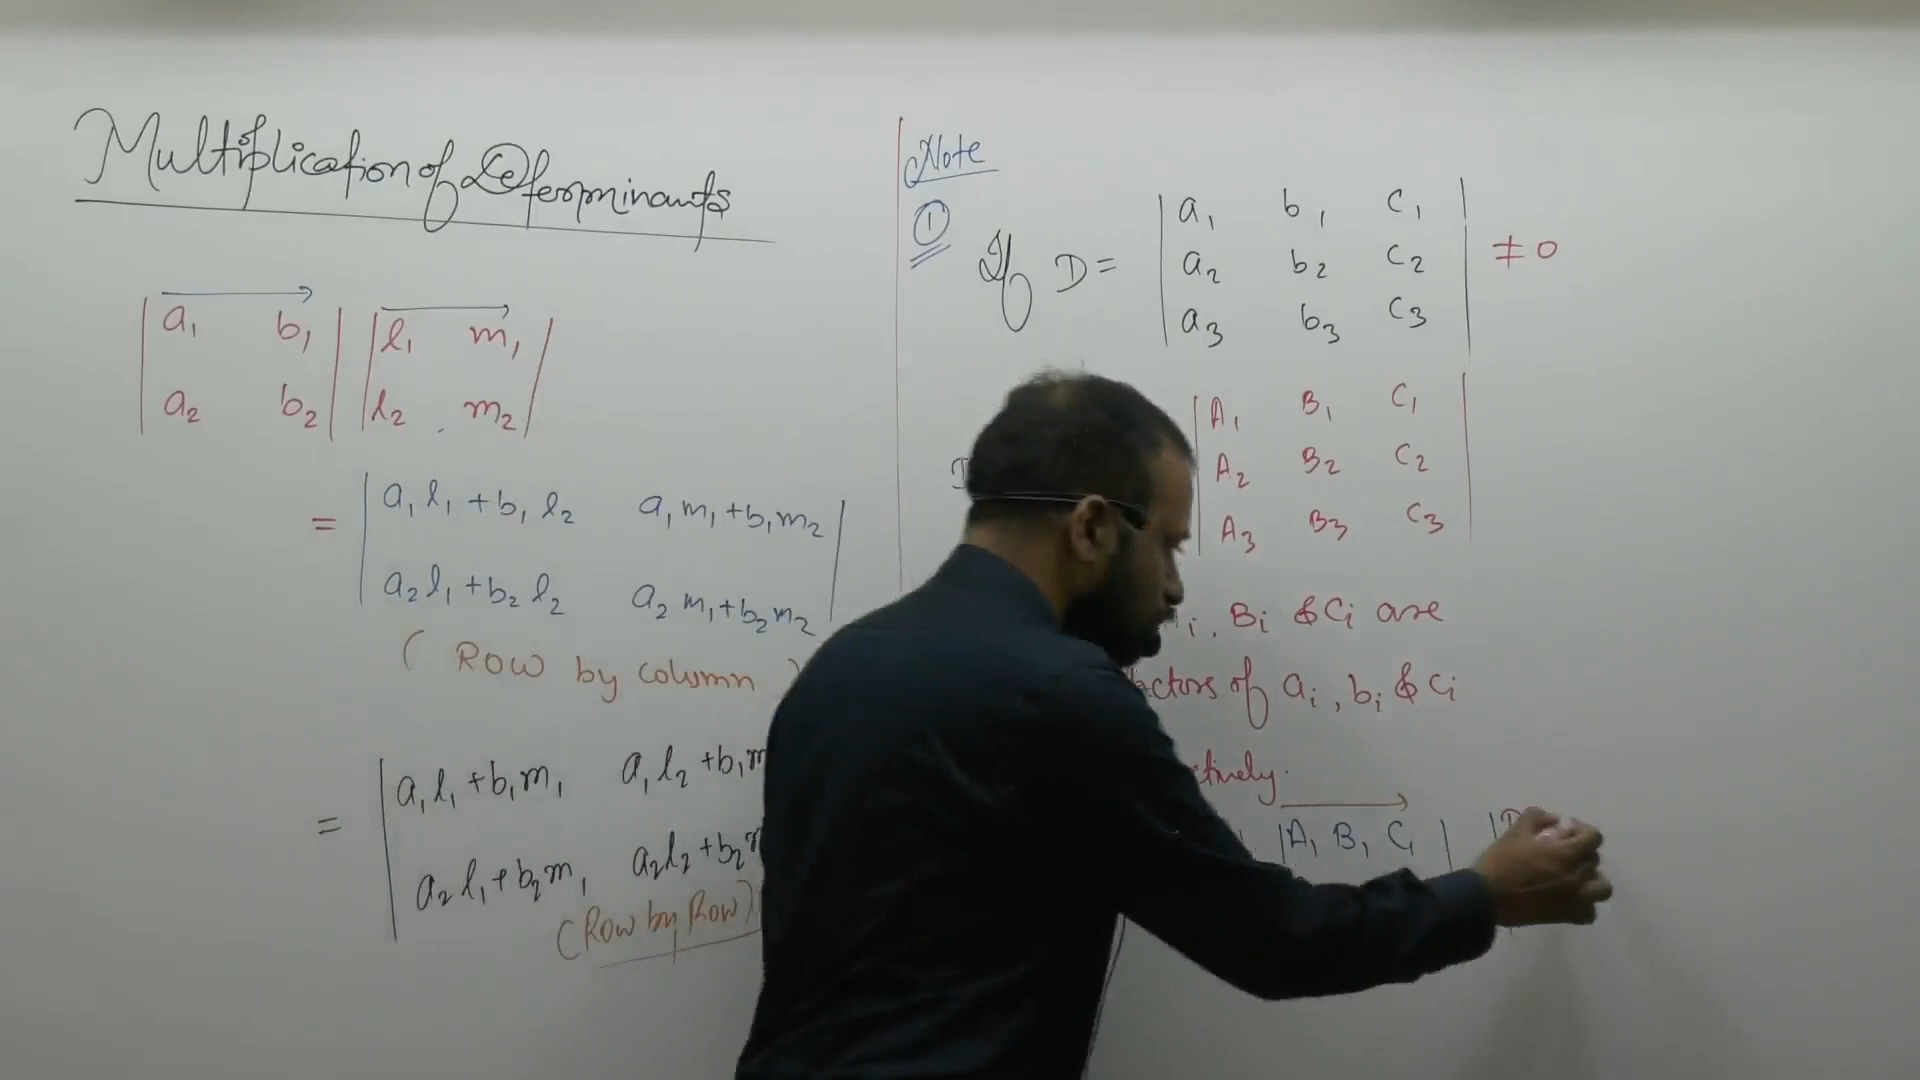 Multiplication of Determinants
| a₁ b₁ | | l₁ m₁ |
| a₂ b₂ | | l₂ m₂ |
= | a₁l₁ + b₁l₂ a₁m₁ + b₁m₂ |
| a₂l₁ + b₂l₂ a₂m₁ + b₂m₂ |
( Row by column )
= | a₁l₁ + b₁m₁ a₁l₂ + b₁m
| a₂l₁ + b₂m₁ a₂l₂ + b₂
(Row by Row)
Note
① If D = | a₁ b₁ c₁ |
| a₂ b₂ c₂ | ≠ 0
| a₃ b₃ c₃ |
| A₁ B₁ C₁ |
| A₂ B₂ C₂ |
| A₃ B₃ C₃ |
i, Bi & Ci are
actors of ai, bi & ci
tively.
| A₁ B₁ C₁ | | D